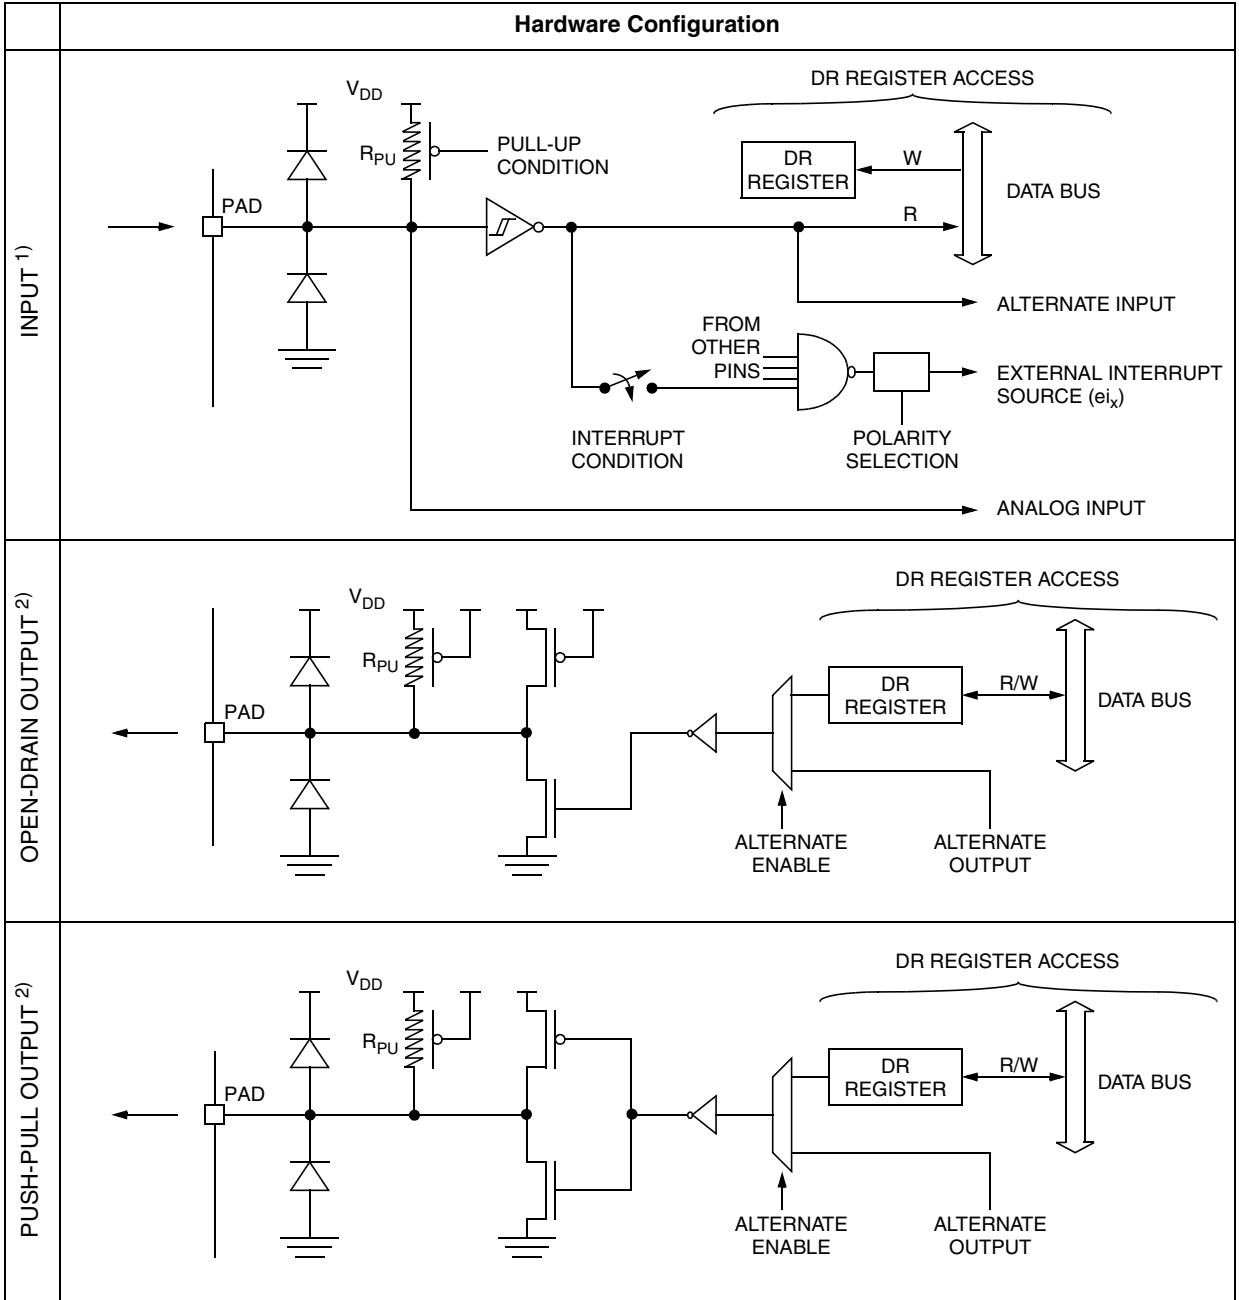 Hardware Configuration
INPUT 1)
DR REGISTER ACCESS
VDD
RPU
PULL-UP
CONDITION
DR
REGISTER
W
DATA BUS
PAD
R
ALTERNATE INPUT
FROM
OTHER
PINS
EXTERNAL INTERRUPT
SOURCE (eix)
INTERRUPT
CONDITION
POLARITY
SELECTION
ANALOG INPUT
OPEN-DRAIN OUTPUT 2)
DR REGISTER ACCESS
VDD
RPU
DR
REGISTER
R/W
DATA BUS
PAD
ALTERNATE
ENABLE
ALTERNATE
OUTPUT
PUSH-PULL OUTPUT 2)
DR REGISTER ACCESS
VDD
RPU
DR
REGISTER
R/W
DATA BUS
PAD
ALTERNATE
ENABLE
ALTERNATE
OUTPUT